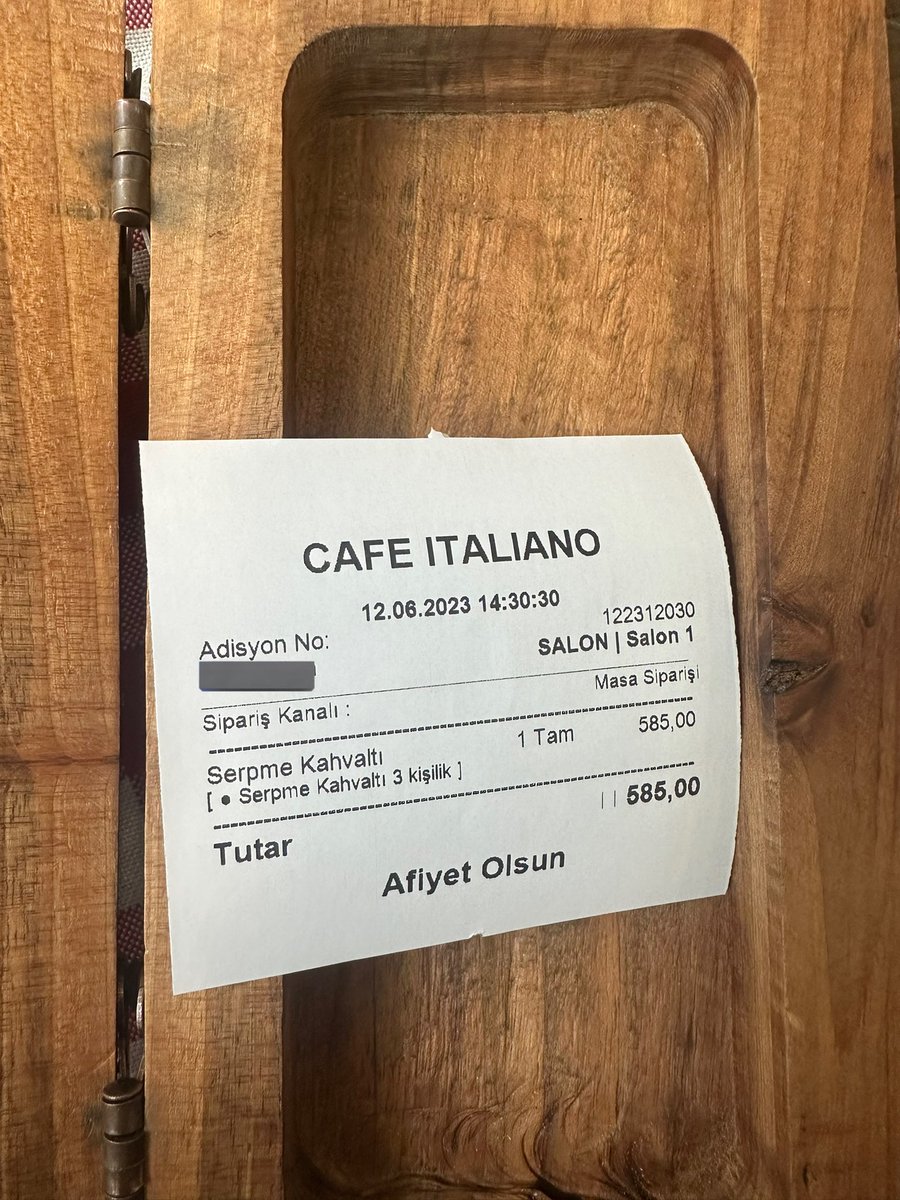 CAFE ITALIANO
12.06.2023 14:30:30
Adisyon No: 122312030
SALON | Salon 1
Sipariş Kanalı : Masa Siparişi
Serpme Kahvaltı 1 Tam 585,00
[ ● Serpme Kahvaltı 3 kişilik ]
Tutar | | 585,00
Afiyet Olsun